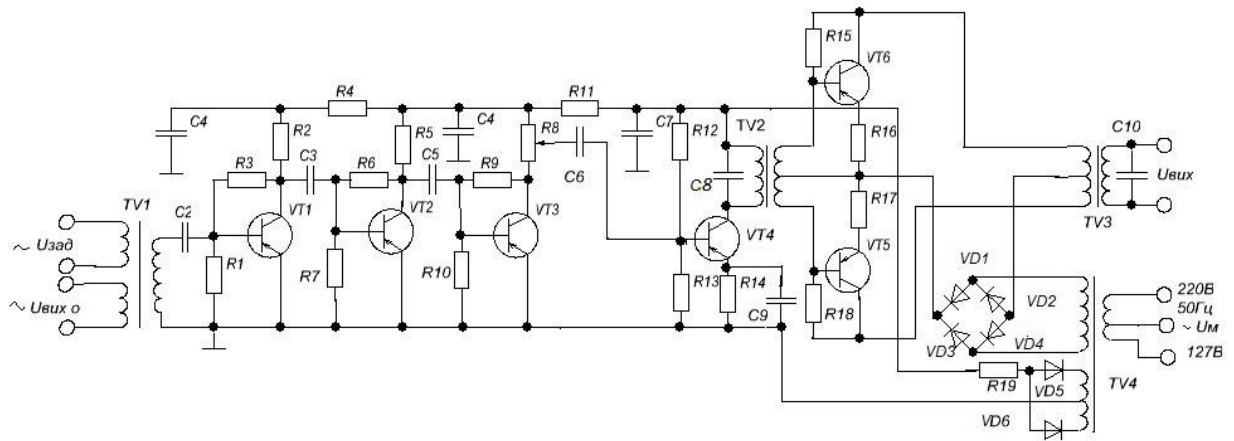 R15
VT6
R4
R11
C4
R2
R5
C4
R8
C7
R12
TV2
R16
C10
R3
C3
R6
C5
R9
C6
C8
Uвих
TV1
C2
VT1
VT2
VT3
VT4
R17
VT5
TV3
~ Uзад
R1
R7
R10
R13
R14
VD1
220В
50Гц
~ Uвих о
C9
R18
VD2
~ Uм
VD3
VD4
127В
R19
VD5
TV4
VD6